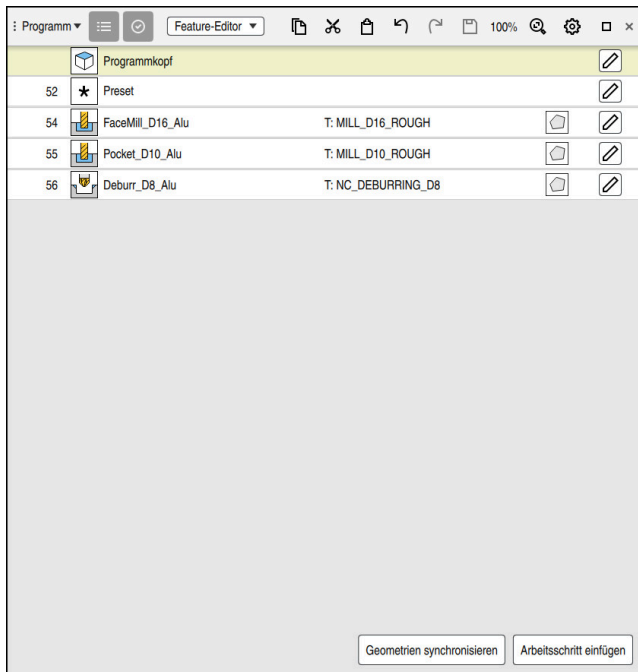 Programm Feature-Editor 100%
Programmkopf
52 Preset
54 FaceMill_D16_Alu T: MILL_D16_ROUGH
55 Pocket_D10_Alu T: MILL_D10_ROUGH
56 Deburr_D8_Alu T: NC_DEBURRING_D8
Geometrien synchronisieren Arbeitsschritt einfügen